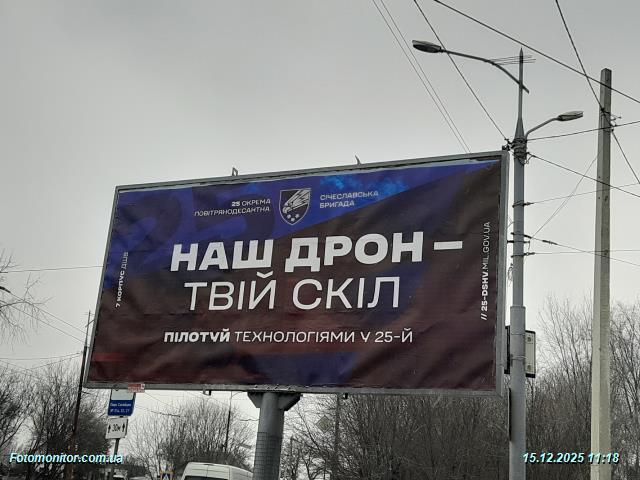 25 ОКРЕМА
ПОВІТРЯНОДЕСАНТНА
СІЧЕСЛАВСЬКА
БРИГАДА
7 КОРПУС ДШВ
НАШ ДРОН –
ТВІЙ СКІЛ
ПІЛОТУЙ ТЕХНОЛОГІЯМИ У 25-Й
// 25-DSHV.MIL.GOV.UA
30м
Fotomonitor.com.ua
15.12.2025 11:18